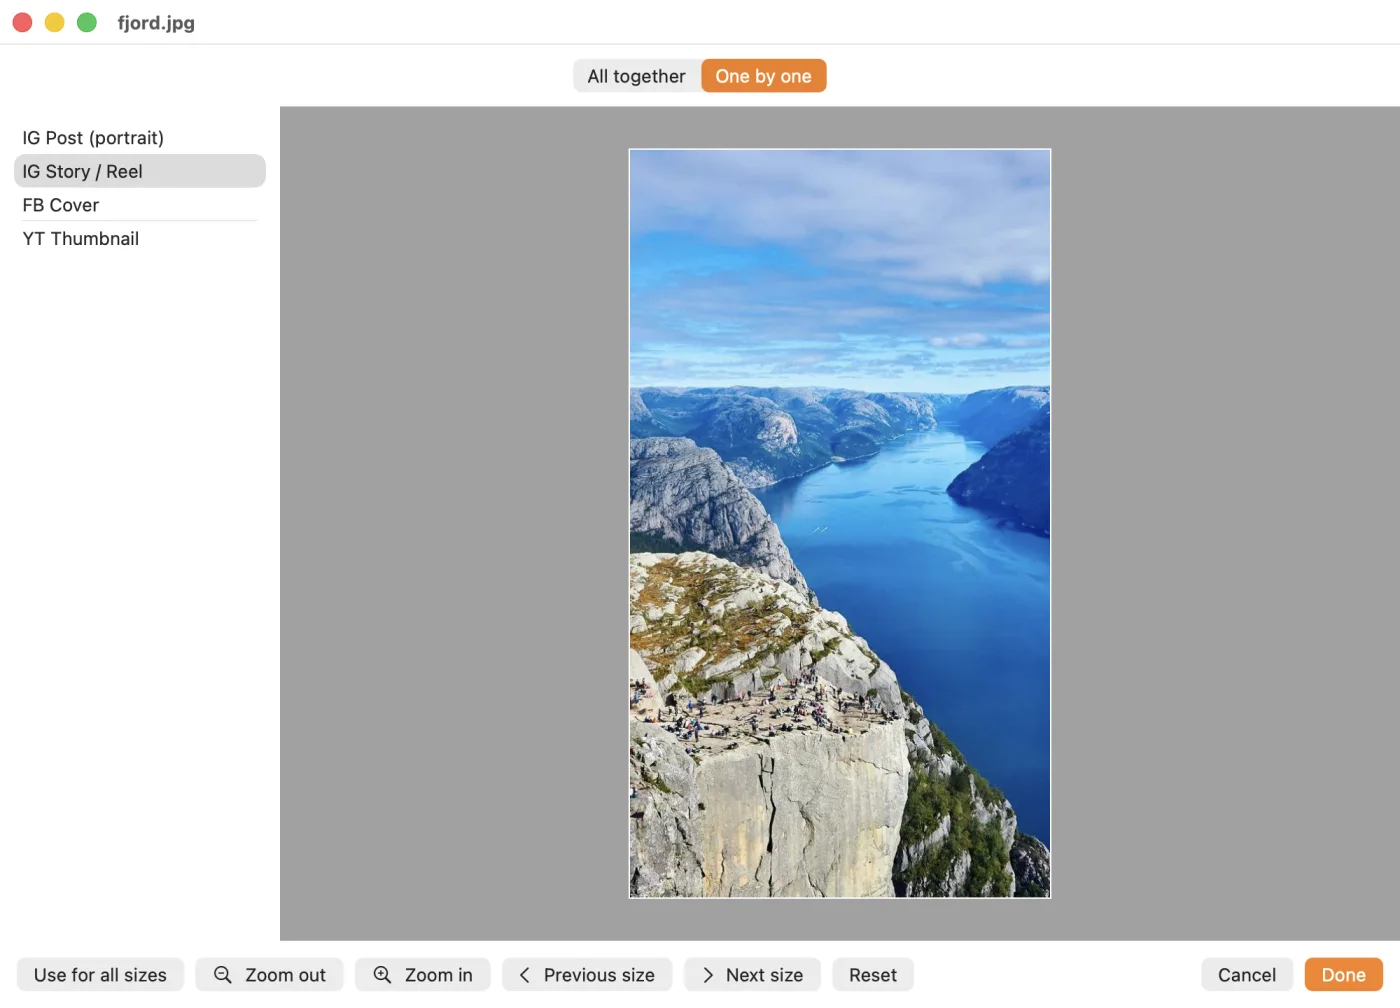 fjord.jpg
All together One by one
IG Post (portrait)
IG Story / Reel
FB Cover
YT Thumbnail
Use for all sizes Zoom out Zoom in Previous size Next size Reset Cancel Done